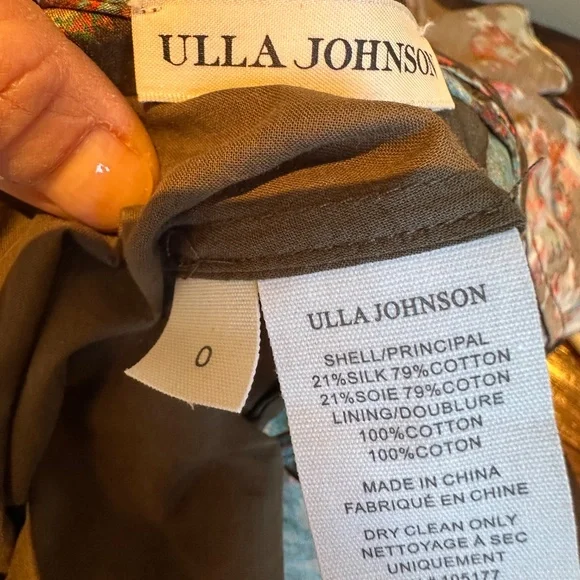 ULLA JOHNSON
0
ULLA JOHNSON
SHELL/PRINCIPAL
21%SILK 79%COTTON
21%SOIE 79%COTTON
LINING/DOUBLURE
100%COTTON
100%COTON
MADE IN CHINA
FABRIQUÉ EN CHINE
DRY CLEAN ONLY
NETTOYAGE À SEC
UNIQUEMENT